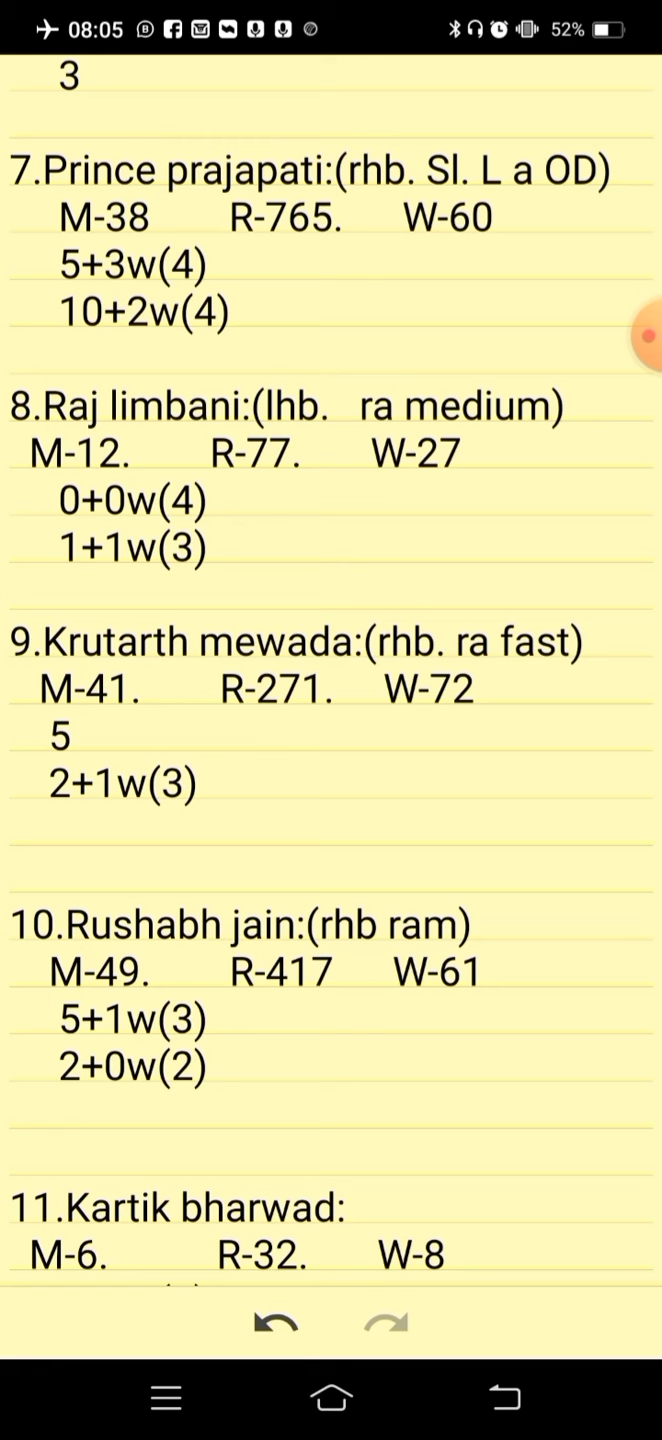 08:05
52%
3
7.Prince prajapati:(rhb. Sl. L a OD)
M-38 R-765. W-60
5+3w(4)
10+2w(4)
8.Raj limbani:(lhb. ra medium)
M-12. R-77. W-27
0+0w(4)
1+1w(3)
9.Krutarth mewada:(rhb. ra fast)
M-41. R-271. W-72
5
2+1w(3)
10.Rushabh jain:(rhb ram)
M-49. R-417 W-61
5+1w(3)
2+0w(2)
11.Kartik bharwad:
M-6. R-32. W-8